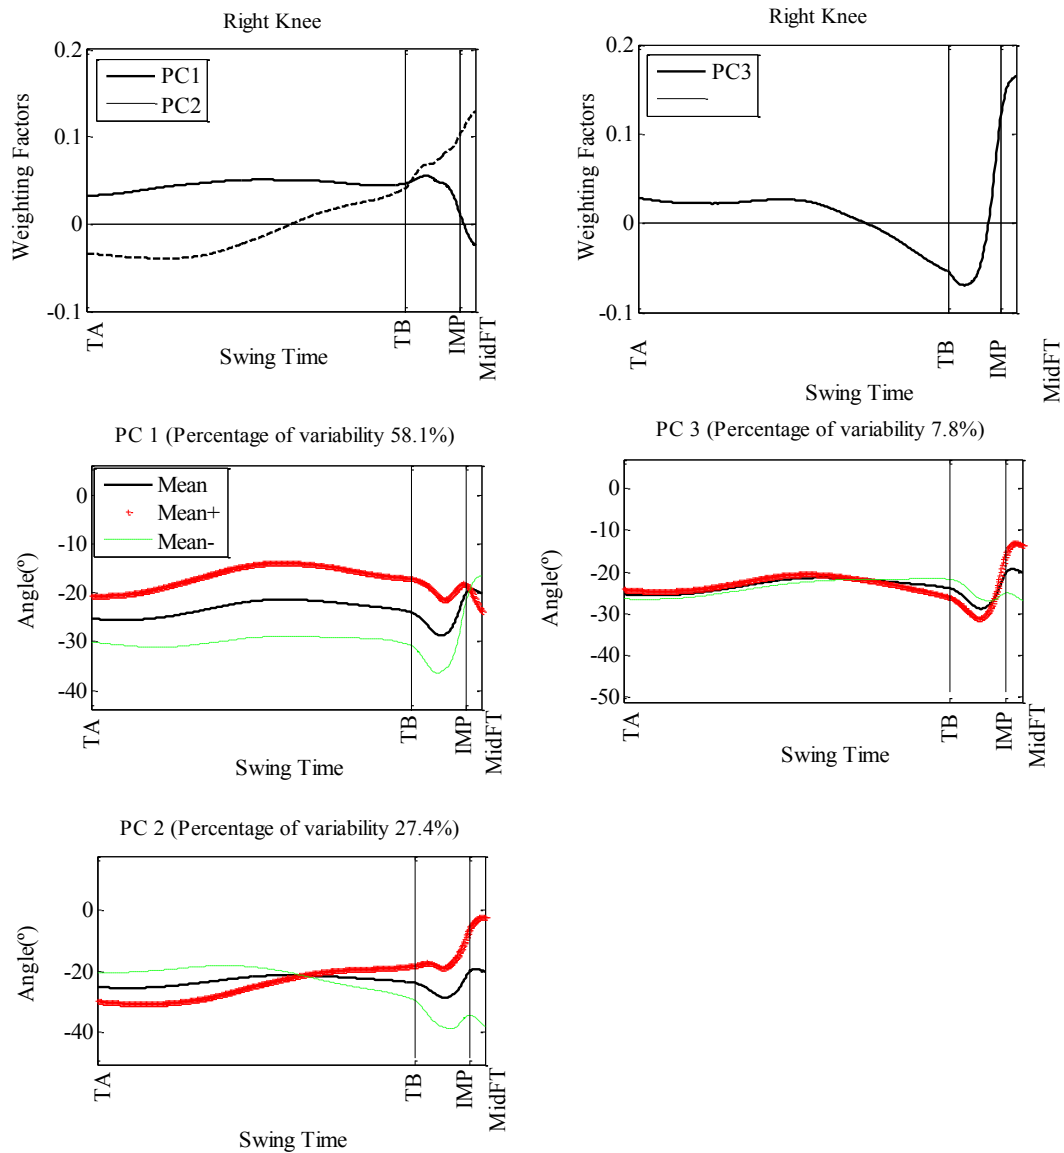 Right Knee
0.2
0.1
0
-0.1
Weighting Factors
PC1
PC2
TA
TB
IMP
MidFT
Swing Time
Right Knee
0.2
0.1
0
-0.1
Weighting Factors
PC3
TA
TB
IMP
MidFT
Swing Time
PC 1 (Percentage of variability 58.1%)
0
-10
-20
-30
-40
Angle(º)
Mean
Mean+
Mean-
TA
TB
IMP
MidFT
Swing Time
PC 3 (Percentage of variability 7.8%)
0
-10
-20
-30
-40
-50
Angle(º)
TA
TB
IMP
MidFT
Swing Time
PC 2 (Percentage of variability 27.4%)
0
-20
-40
Angle(º)
TA
TB
IMP
MidFT
Swing Time